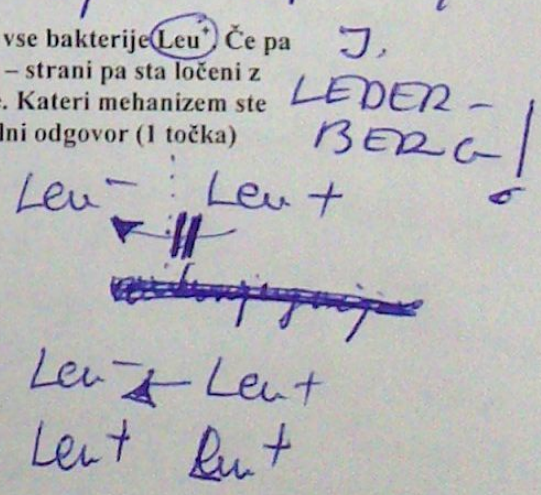 vse bakterije Leu+. Če pa
– strani pa sta ločeni z
e. Kateri mehanizem ste
lni odgovor (1 točka)
J.
LEDER-
BERG!
Leu- Leu+
Leu- Leu+
Leu+ Leu+